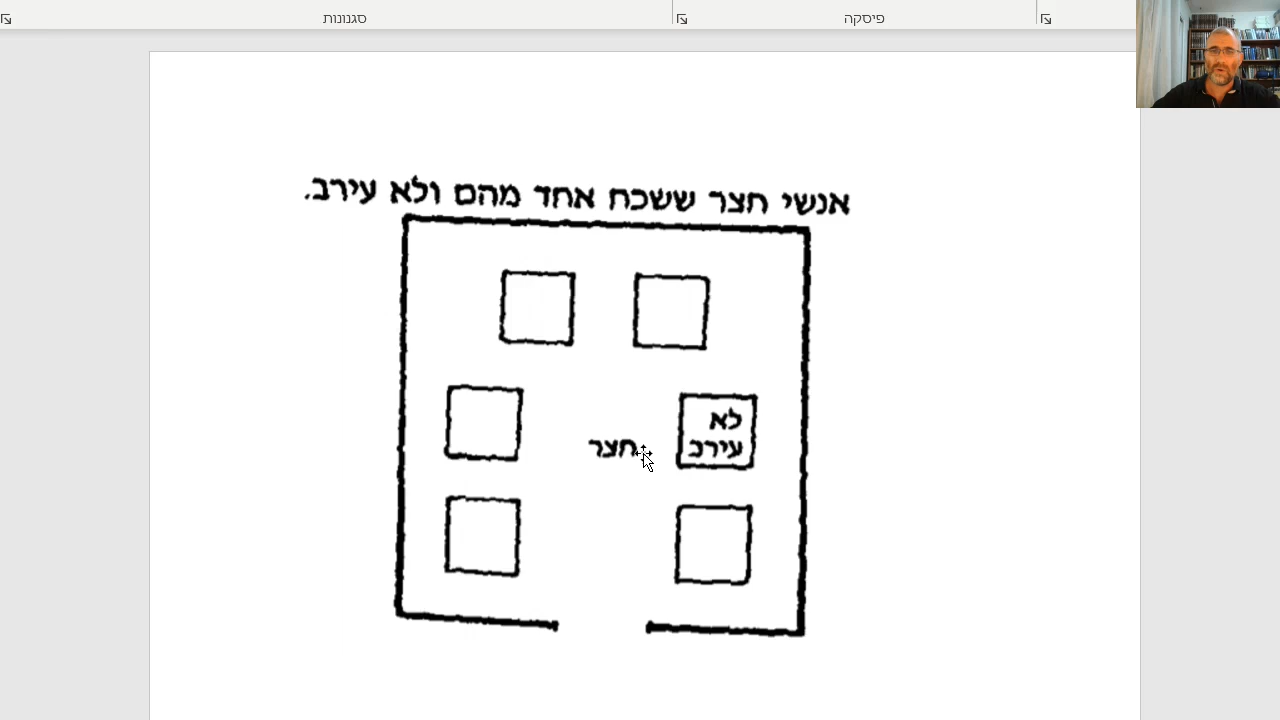 פיסקה
סגנונות
אנשי חצר ששכח אחד מהם ולא עירב.
לא
עירב
חצר